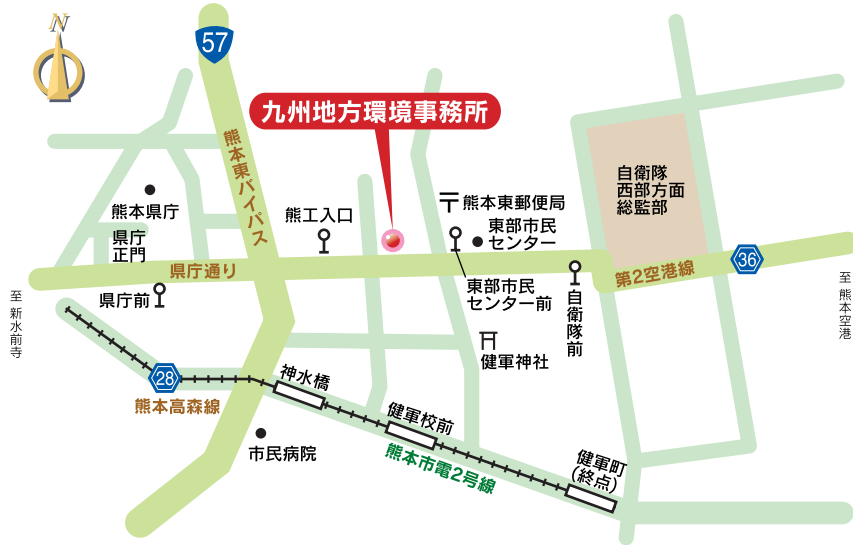 N
57
九州地方環境事務所
熊本東バイパス
自衛隊
西部方面
総監部
熊本県庁
県庁
正門
熊工入口
熊本東郵便局
東部市民
センター
県庁通り
第2空港線
36
県庁前
東部市民
センター前
自衛隊前
至 新水前寺
至 熊本空港
健軍神社
28
熊本高森線
神水橋
健軍校前
市民病院
熊本市電2号線
健軍町
(終点)